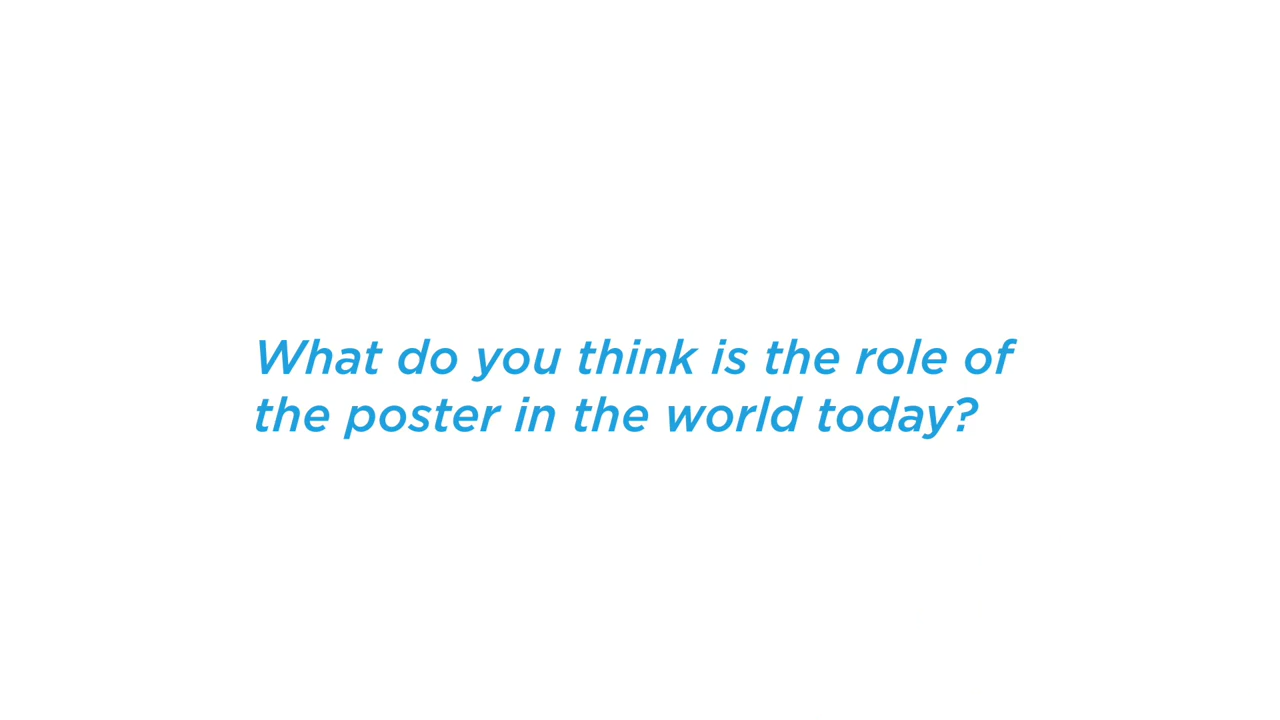 What do you think is the role of
the poster in the world today?